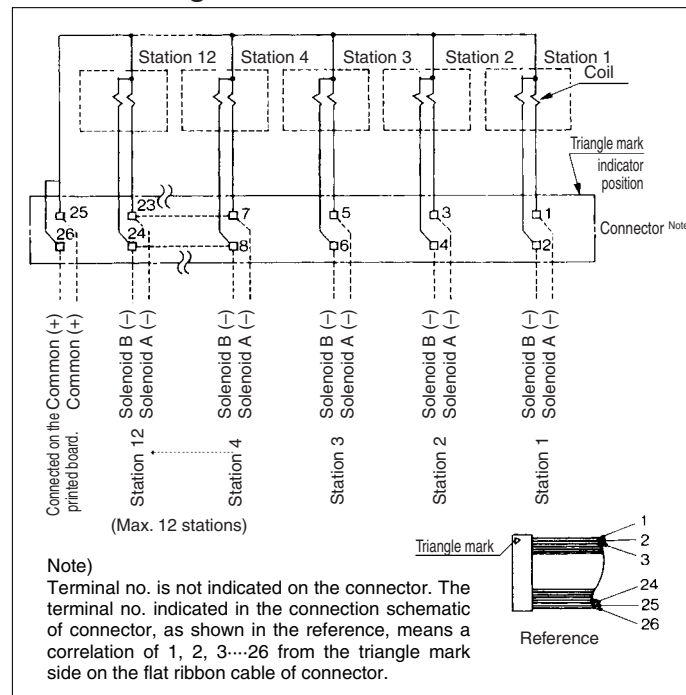 Station 12 Station 4 Station 3 Station 2 Station 1
Coil
Triangle mark
indicator
position
25 23 7 5 3 1
Connector Note
26 24 8 6 4 2
Connected on the Common (+)
printed board. Common (+)
Solenoid B (–)
Solenoid A (–)
Solenoid B (–)
Solenoid A (–)
Solenoid B (–)
Solenoid A (–)
Solenoid B (–)
Solenoid A (–)
Solenoid B (–)
Solenoid A (–)
Station 12
Station 4
Station 3
Station 2
Station 1
(Max. 12 stations)
Triangle mark
1
2
3
24
25
26
Reference
Note)
Terminal no. is not indicated on the connector. The
terminal no. indicated in the connection schematic
of connector, as shown in the reference, means a
correlation of 1, 2, 3····26 from the triangle mark
side on the flat ribbon cable of connector.